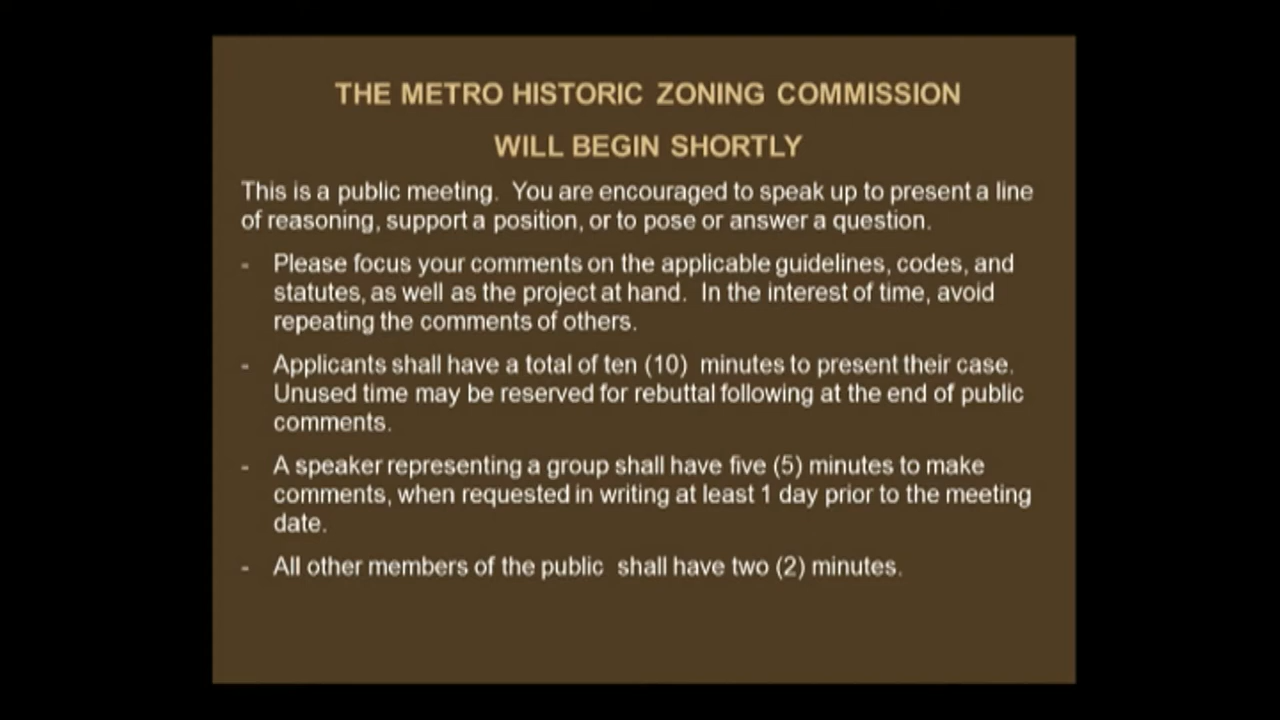 THE METRO HISTORIC ZONING COMMISSION
WILL BEGIN SHORTLY
This is a public meeting. You are encouraged to speak up to present a line
of reasoning, support a position, or to pose or answer a question.
- Please focus your comments on the applicable guidelines, codes, and
statutes, as well as the project at hand. In the interest of time, avoid
repeating the comments of others.
- Applicants shall have a total of ten (10) minutes to present their case.
Unused time may be reserved for rebuttal following at the end of public
comments.
- A speaker representing a group shall have five (5) minutes to make
comments, when requested in writing at least 1 day prior to the meeting
date.
- All other members of the public shall have two (2) minutes.